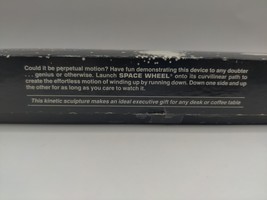 Could it be perpetual motion? Have fun demonstrating this device to any doubter
. . . genius or otherwise. Launch SPACE WHEEL® onto its curvilinear path to
create the effortless motion of winding up by running down. Down one side and up
the other for as long as you care to watch it.
This kinetic sculpture makes an ideal executive gift for any desk or coffee table